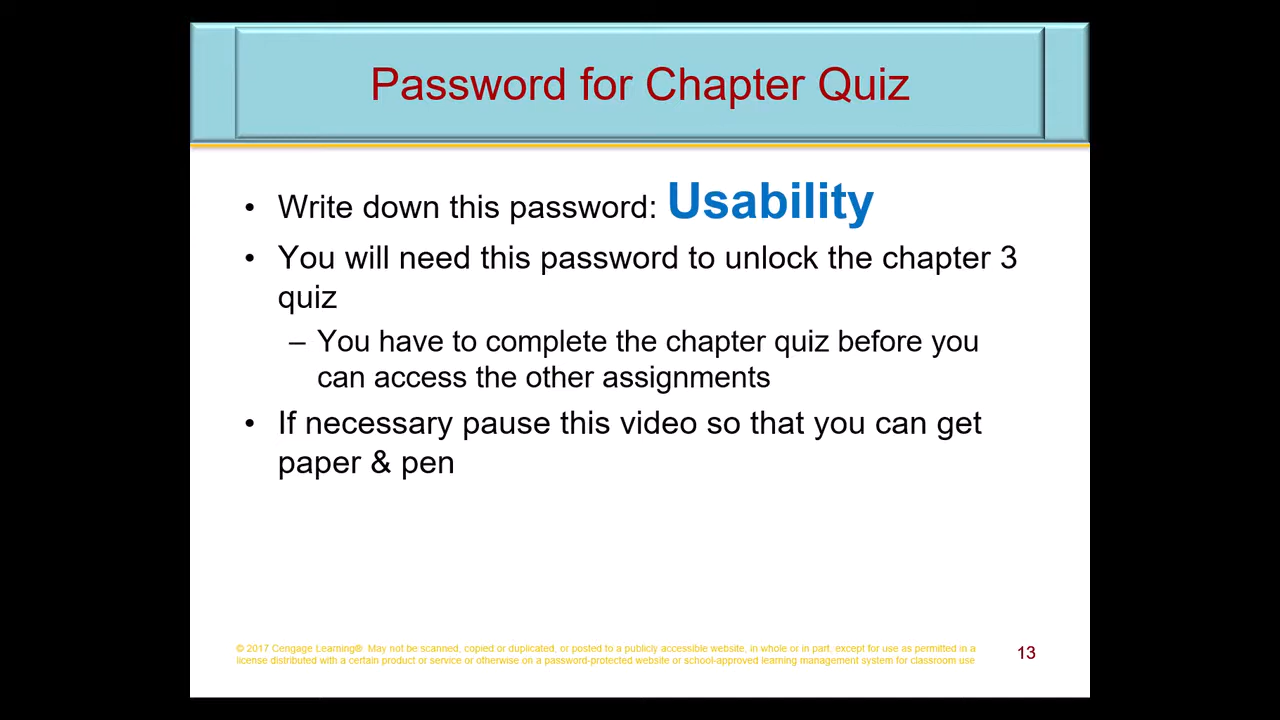 Password for Chapter Quiz
• Write down this password: Usability
• You will need this password to unlock the chapter 3
quiz
– You have to complete the chapter quiz before you
can access the other assignments
• If necessary pause this video so that you can get
paper & pen
© 2017 Cengage Learning®. May not be scanned, copied or duplicated, or posted to a publicly accessible website, in whole or in part, except for use as permitted in a
license distributed with a certain product or service or otherwise on a password-protected website or school-approved learning management system for classroom use
13